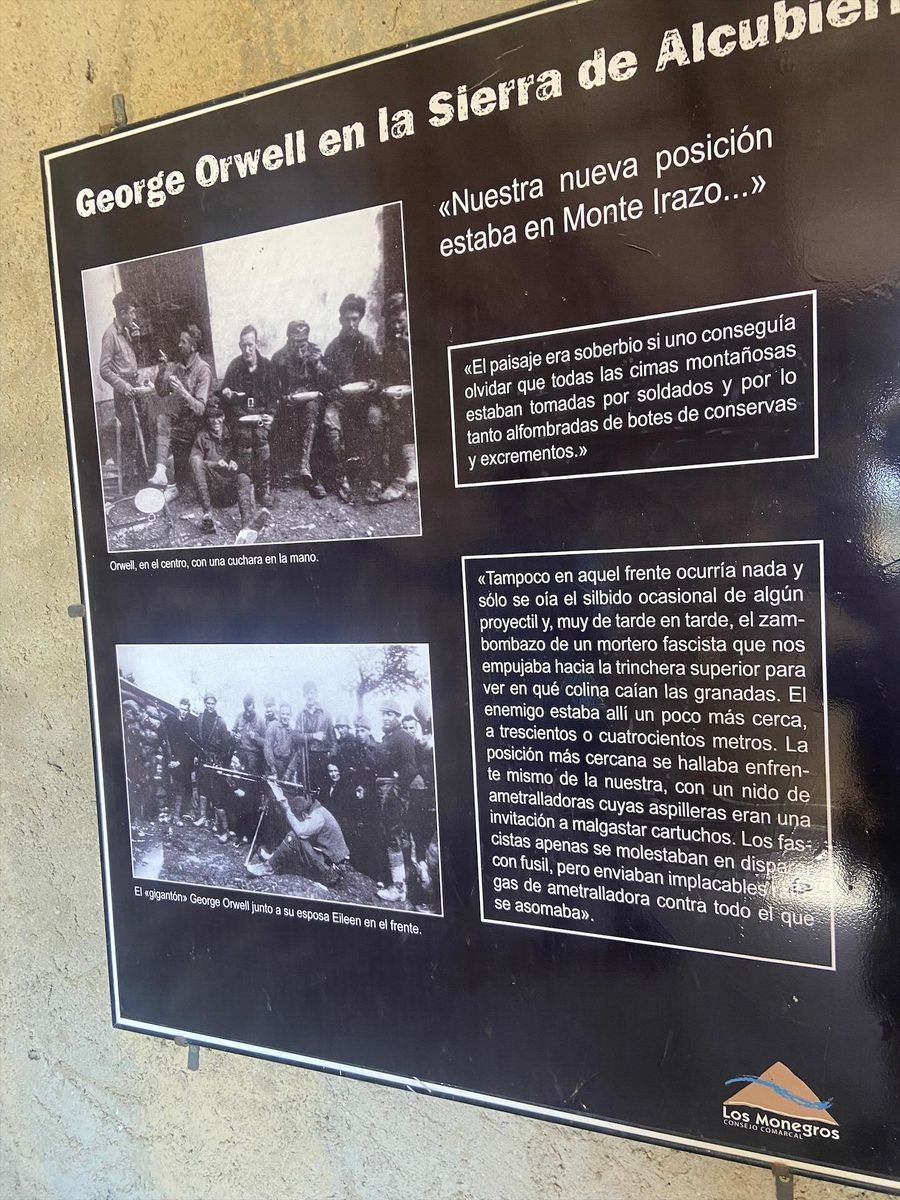 George Orwell en la Sierra de Alcubier
«Nuestra nueva posición
estaba en Monte Irazo...»
«El paisaje era soberbio si uno conseguía
olvidar que todas las cimas montañosas
estaban tomadas por soldados y por lo
tanto alfombradas de botes de conservas
y excrementos.»
Orwell, en el centro, con una cuchara en la mano.
«Tampoco en aquel frente ocurría nada y
sólo se oía el silbido ocasional de algún
proyectil y, muy de tarde en tarde, el zam-
bombazo de un mortero fascista que nos
empujaba hacia la trinchera superior para
ver en qué colina caían las granadas. El
enemigo estaba allí un poco más cerca,
a trescientos o cuatrocientos metros. La
posición más cercana se hallaba enfren-
te mismo de la nuestra, con un nido de
ametralladoras cuyas aspilleras eran una
invitación a malgastar cartuchos. Los fas-
cistas apenas se molestaban en
con fusil, pero enviaban implacables
gas de ametralladora contra todo el que
se asomaba».
El «gigantón» George Orwell junto a su esposa Eileen en el frente.
Los Monegros
CONSEJO COMARCAL